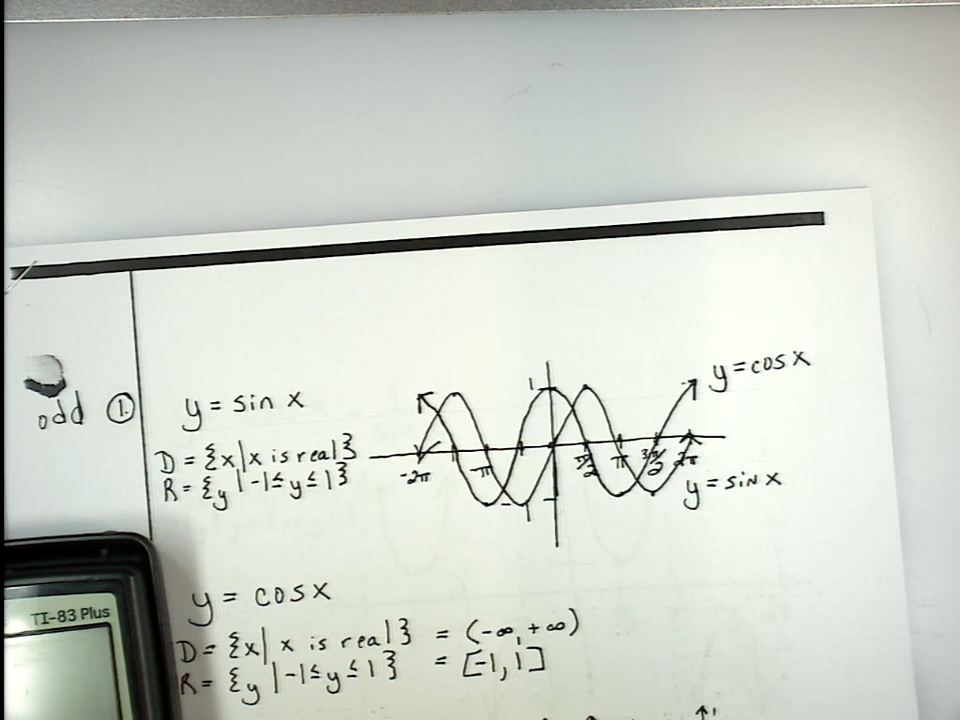 odd ①
y = sin x
D = {x | x is real}
R = {y | -1 ≤ y ≤ 1}
y = cos x
1
-2π -π π/2 π 3π/2 2π
-1
y = sin x
y = cos x
D = {x | x is real} = (-∞, +∞)
R = {y | -1 ≤ y ≤ 1} = [-1, 1]
TI-83 Plus